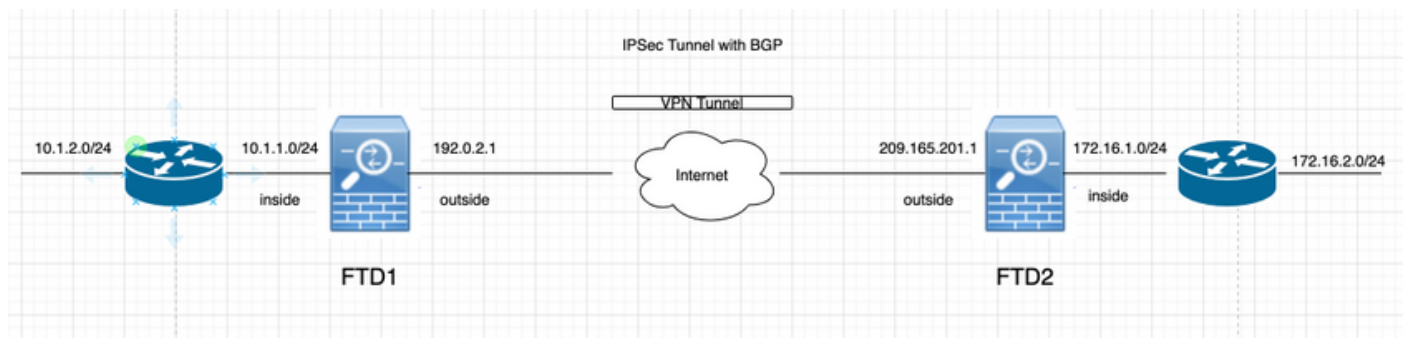 IPSec Tunnel with BGP
VPN Tunnel
10.1.2.0/24
10.1.1.0/24
192.0.2.1
209.165.201.1
172.16.1.0/24
172.16.2.0/24
Internet
inside
outside
outside
inside
FTD1
FTD2